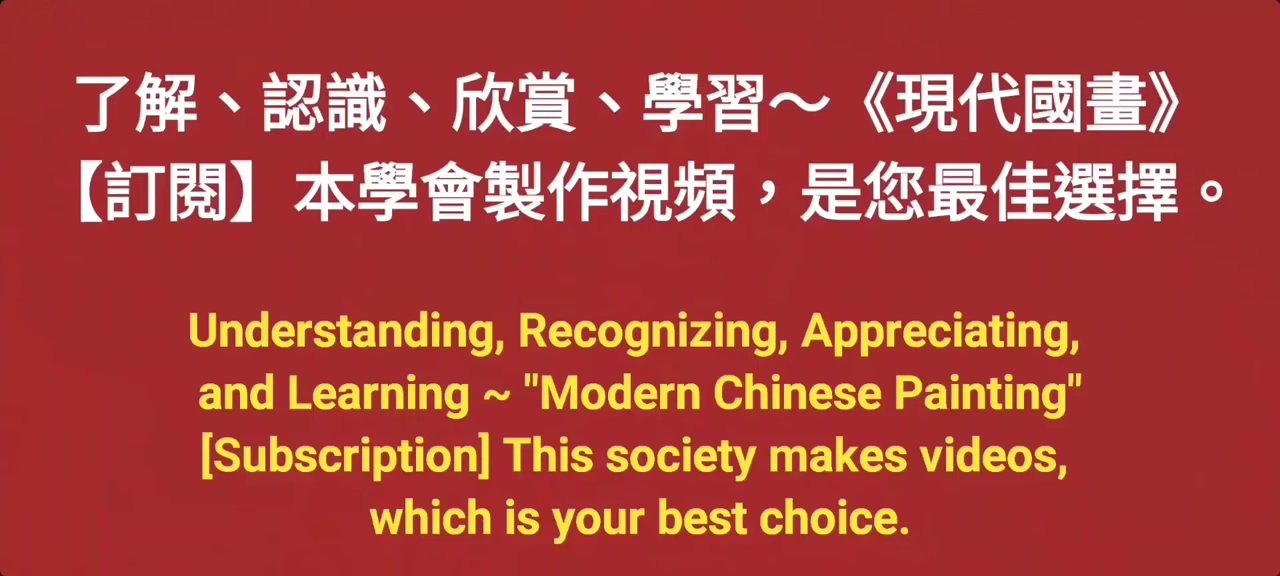 了解、認識、欣賞、學習～《現代國畫》
【訂閱】本學會製作視頻，是您最佳選擇。
Understanding, Recognizing, Appreciating,
and Learning ~ "Modern Chinese Painting"
[Subscription] This society makes videos,
which is your best choice.